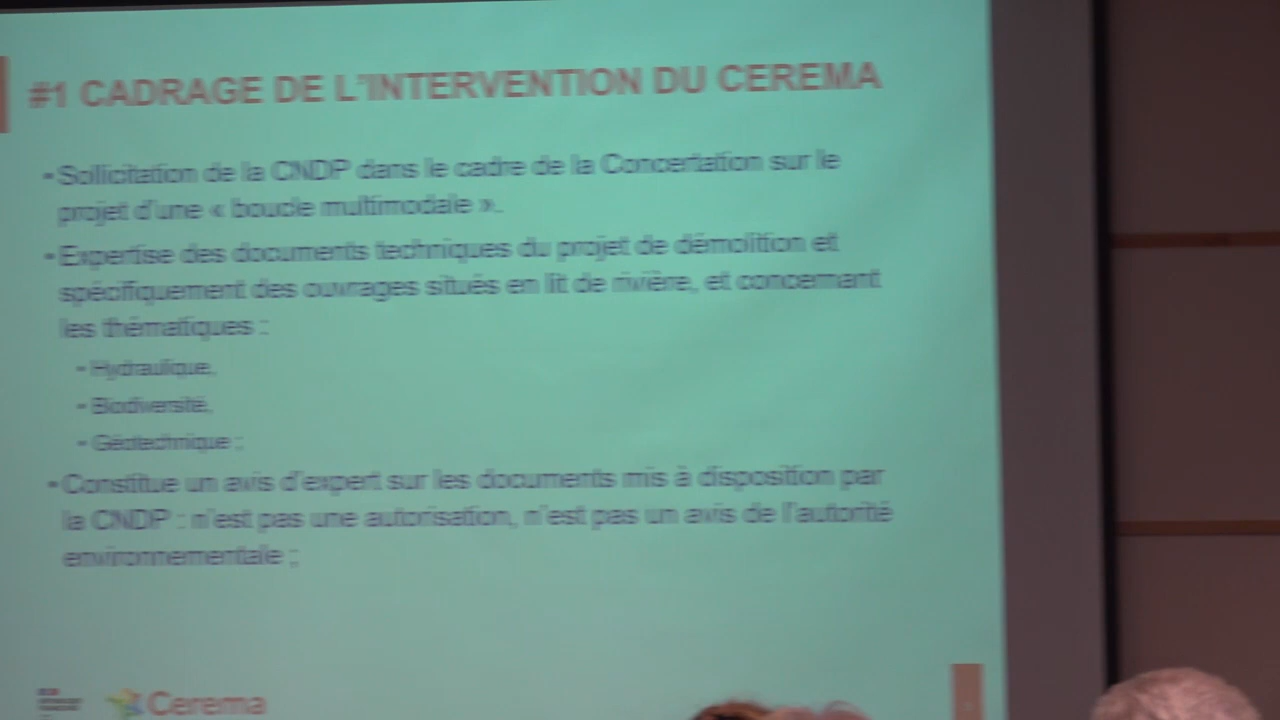 #1 CADRAGE DE L'INTERVENTION DU CEREMA
• Sollicitation de la CNDP dans le cadre de la Concertation sur le
projet d'une « boucle multimodale ».
• Expertise des documents techniques du projet de démolition et
spécifiquement des ouvrages situés en lit de rivière, et concernant
les thématiques :
• Hydraulique,
• Biodiversité,
• Géotechnique ;
• Constitue un avis d'expert sur les documents mis à disposition par
la CNDP : n'est pas une autorisation, n'est pas un avis de l'autorité
environnementale ;
Cerema